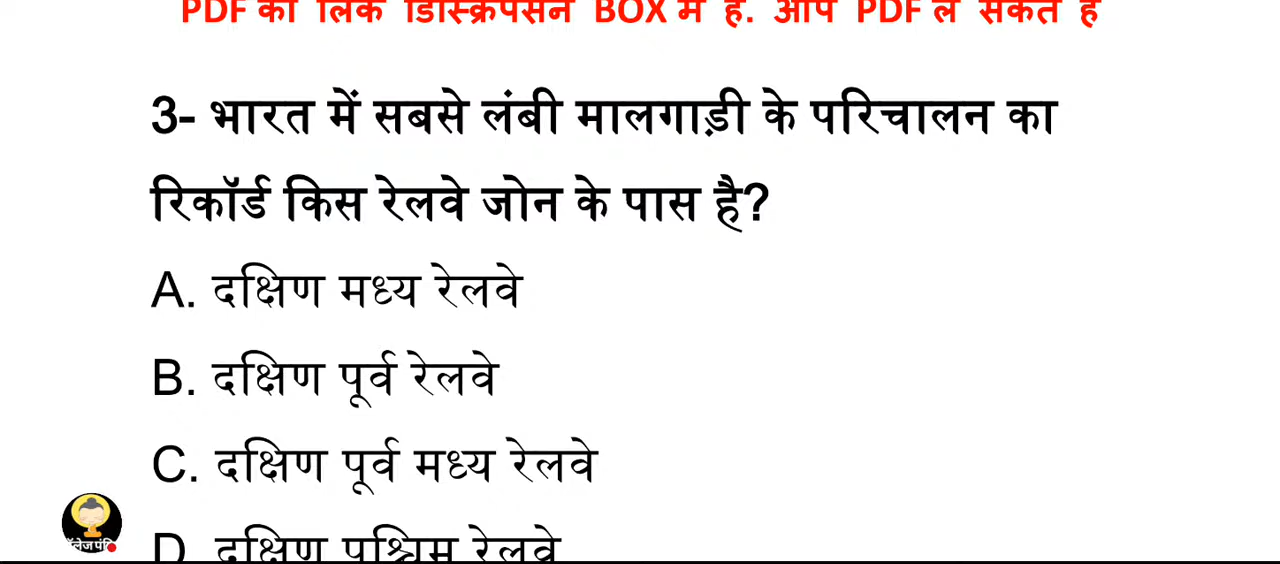 PDF की लिंक डिस्क्रिपसन BOX में है. आप PDF ले सकते है
3- भारत में सबसे लंबी मालगाड़ी के परिचालन का
रिकॉर्ड किस रेलवे जोन के पास है?
A. दक्षिण मध्य रेलवे
B. दक्षिण पूर्व रेलवे
C. दक्षिण पूर्व मध्य रेलवे
D. दक्षिण पश्चिम रेलवे